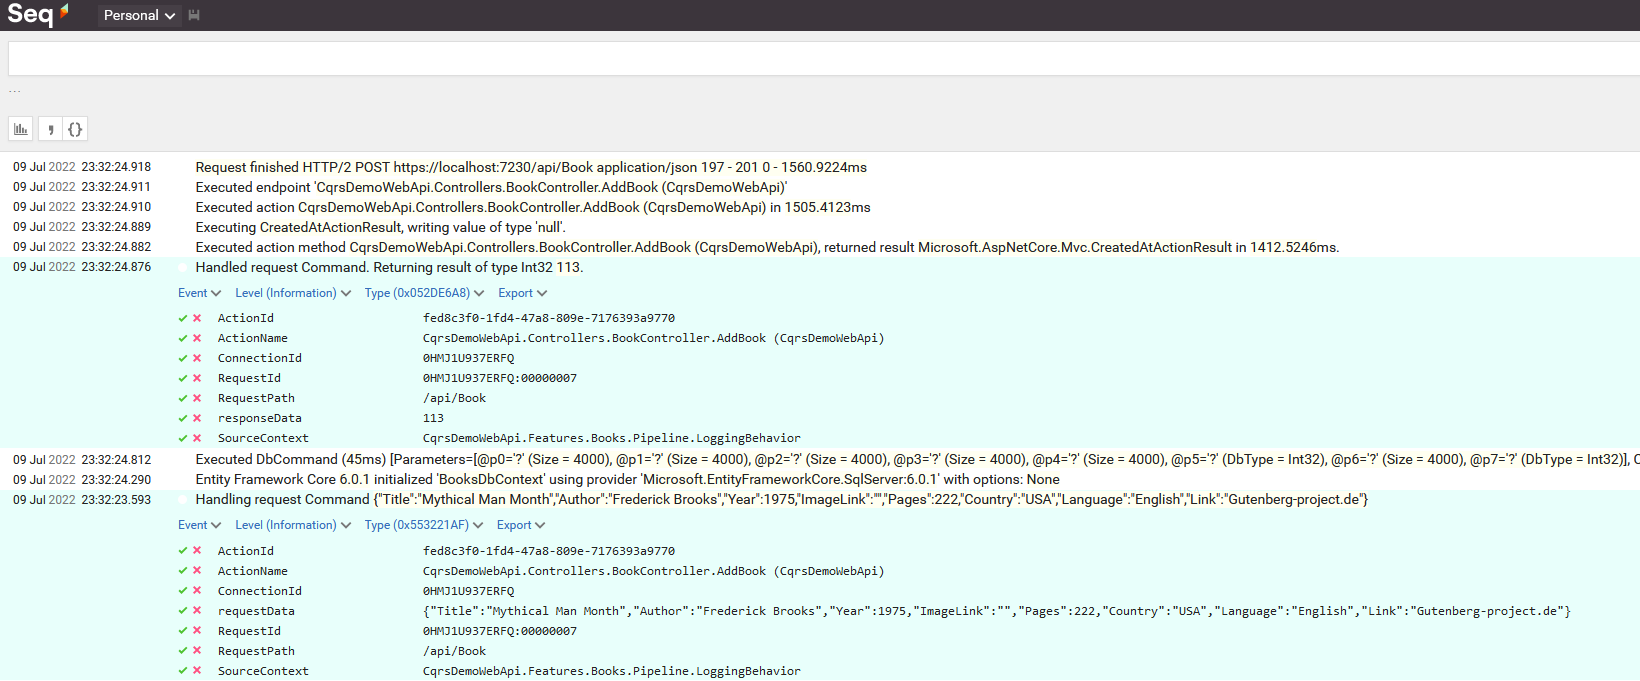 Seq Personal
...
, {}
09 Jul 2022 23:32:24.918 Request finished HTTP/2 POST https://localhost:7230/api/Book application/json 197 - 201 0 - 1560.9224ms
09 Jul 2022 23:32:24.911 Executed endpoint 'CqrsDemoWebApi.Controllers.BookController.AddBook (CqrsDemoWebApi)'
09 Jul 2022 23:32:24.910 Executed action CqrsDemoWebApi.Controllers.BookController.AddBook (CqrsDemoWebApi) in 1505.4123ms
09 Jul 2022 23:32:24.889 Executing CreatedAtActionResult, writing value of type 'null'.
09 Jul 2022 23:32:24.882 Executed action method CqrsDemoWebApi.Controllers.BookController.AddBook (CqrsDemoWebApi), returned result Microsoft.AspNetCore.Mvc.CreatedAtActionResult in 1412.5246ms.
09 Jul 2022 23:32:24.876 Handled request Command. Returning result of type Int32 113.
Event Level (Information) Type (0x052DE6A8) Export
ActionId fed8c3f0-1fd4-47a8-809e-7176393a9770
ActionName CqrsDemoWebApi.Controllers.BookController.AddBook (CqrsDemoWebApi)
ConnectionId 0HMJ1U937ERFQ
RequestId 0HMJ1U937ERFQ:00000007
RequestPath /api/Book
responseData 113
SourceContext CqrsDemoWebApi.Features.Books.Pipeline.LoggingBehavior
09 Jul 2022 23:32:24.812 Executed DbCommand (45ms) [Parameters=[@p0='?' (Size = 4000), @p1='?' (Size = 4000), @p2='?' (Size = 4000), @p3='?' (Size = 4000), @p4='?' (Size = 4000), @p5='?' (DbType = Int32), @p6='?' (Size = 4000), @p7='?' (DbType = Int32)], C
09 Jul 2022 23:32:24.290 Entity Framework Core 6.0.1 initialized 'BooksDbContext' using provider 'Microsoft.EntityFrameworkCore.SqlServer:6.0.1' with options: None
09 Jul 2022 23:32:23.593 Handling request Command {"Title":"Mythical Man Month","Author":"Frederick Brooks","Year":1975,"ImageLink":"","Pages":222,"Country":"USA","Language":"English","Link":"Gutenberg-project.de"}
Event Level (Information) Type (0x553221AF) Export
ActionId fed8c3f0-1fd4-47a8-809e-7176393a9770
ActionName CqrsDemoWebApi.Controllers.BookController.AddBook (CqrsDemoWebApi)
ConnectionId 0HMJ1U937ERFQ
requestData {"Title":"Mythical Man Month","Author":"Frederick Brooks","Year":1975,"ImageLink":"","Pages":222,"Country":"USA","Language":"English","Link":"Gutenberg-project.de"}
RequestId 0HMJ1U937ERFQ:00000007
RequestPath /api/Book
SourceContext CqrsDemoWebApi.Features.Books.Pipeline.LoggingBehavior